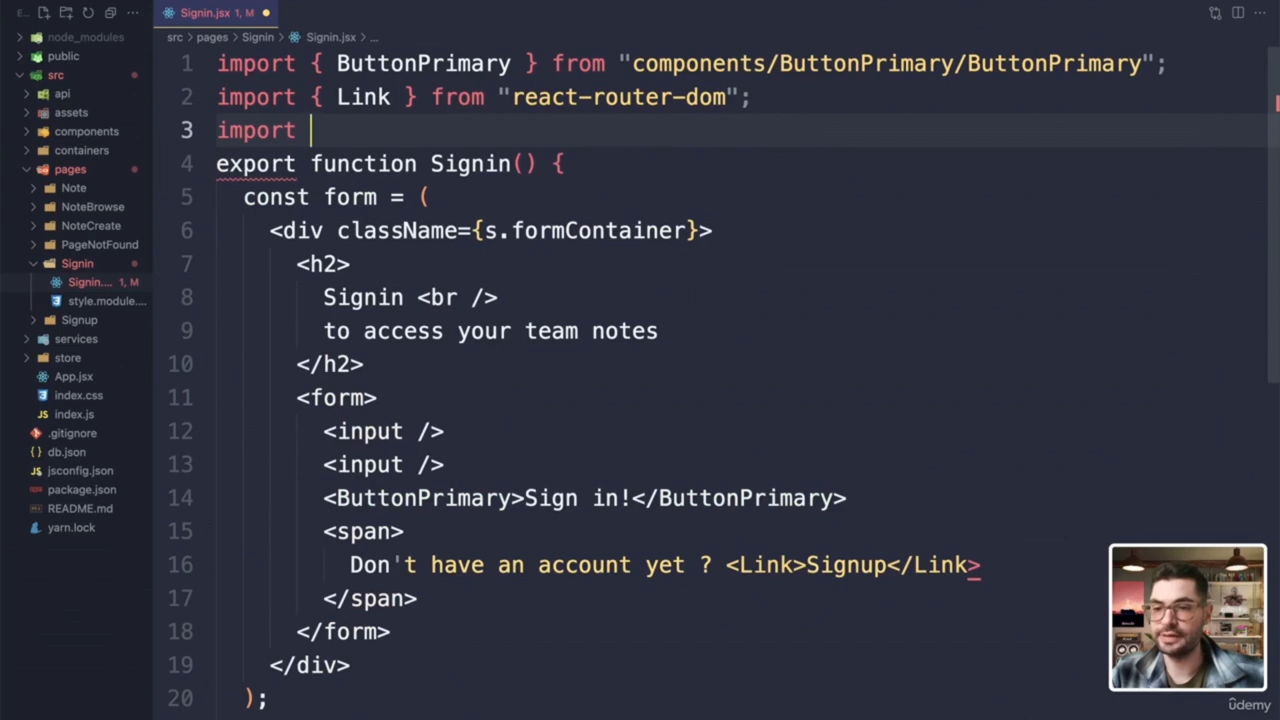 E...
Signin.jsx 1, M
node_modules
public
src
api
assets
components
containers
pages
Note
NoteBrowse
NoteCreate
PageNotFound
Signin
Signin.... 1, M
style.module....
Signup
services
store
App.jsx
index.css
JS index.js
.gitignore
{} db.json
JS jsconfig.json
package.json
README.md
yarn.lock
src > pages > Signin > Signin.jsx > ...
1 import { ButtonPrimary } from "components/ButtonPrimary/ButtonPrimary";
2 import { Link } from "react-router-dom";
3 import
4 export function Signin() {
5 const form = (
6 <div className={s.formContainer}>
7 <h2>
8 Signin <br />
9 to access your team notes
10 </h2>
11 <form>
12 <input />
13 <input />
14 <ButtonPrimary>Sign in!</ButtonPrimary>
15 <span>
16 Don't have an account yet ? <Link>Signup</Link>
17 </span>
18 </form>
19 </div>
20 );
ûdemy